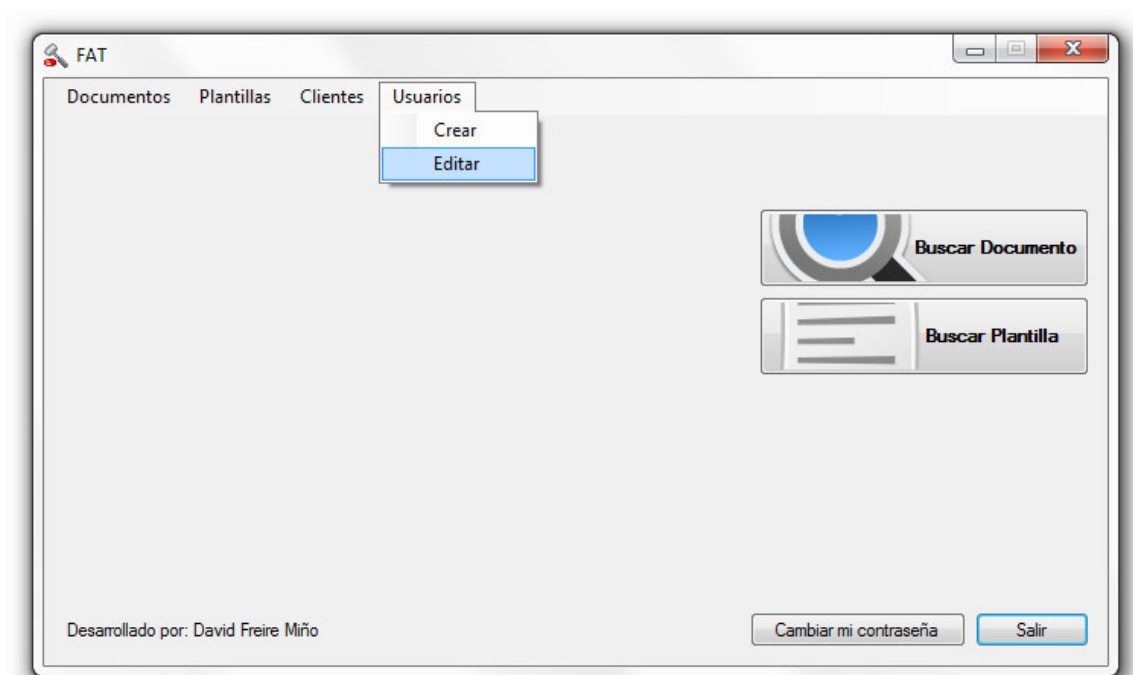 FAT
Documentos Plantillas Clientes Usuarios
Crear
Editar
Buscar Documento
Buscar Plantilla
Desarrollado por: David Freire Miño
Cambiar mi contraseña
Salir